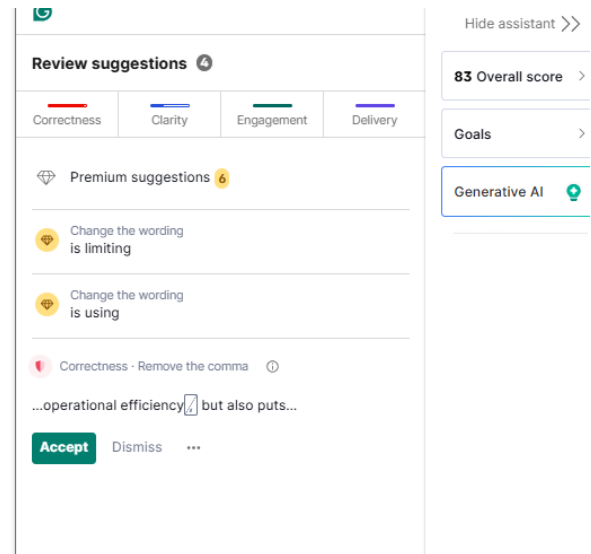 Hide assistant >>
Review suggestions 4
83 Overall score >
Correctness Clarity Engagement Delivery
Goals >
Premium suggestions 6
Generative AI
Change the wording
is limiting
Change the wording
is using
Correctness · Remove the comma
...operational efficiency, but also puts...
Accept Dismiss ...